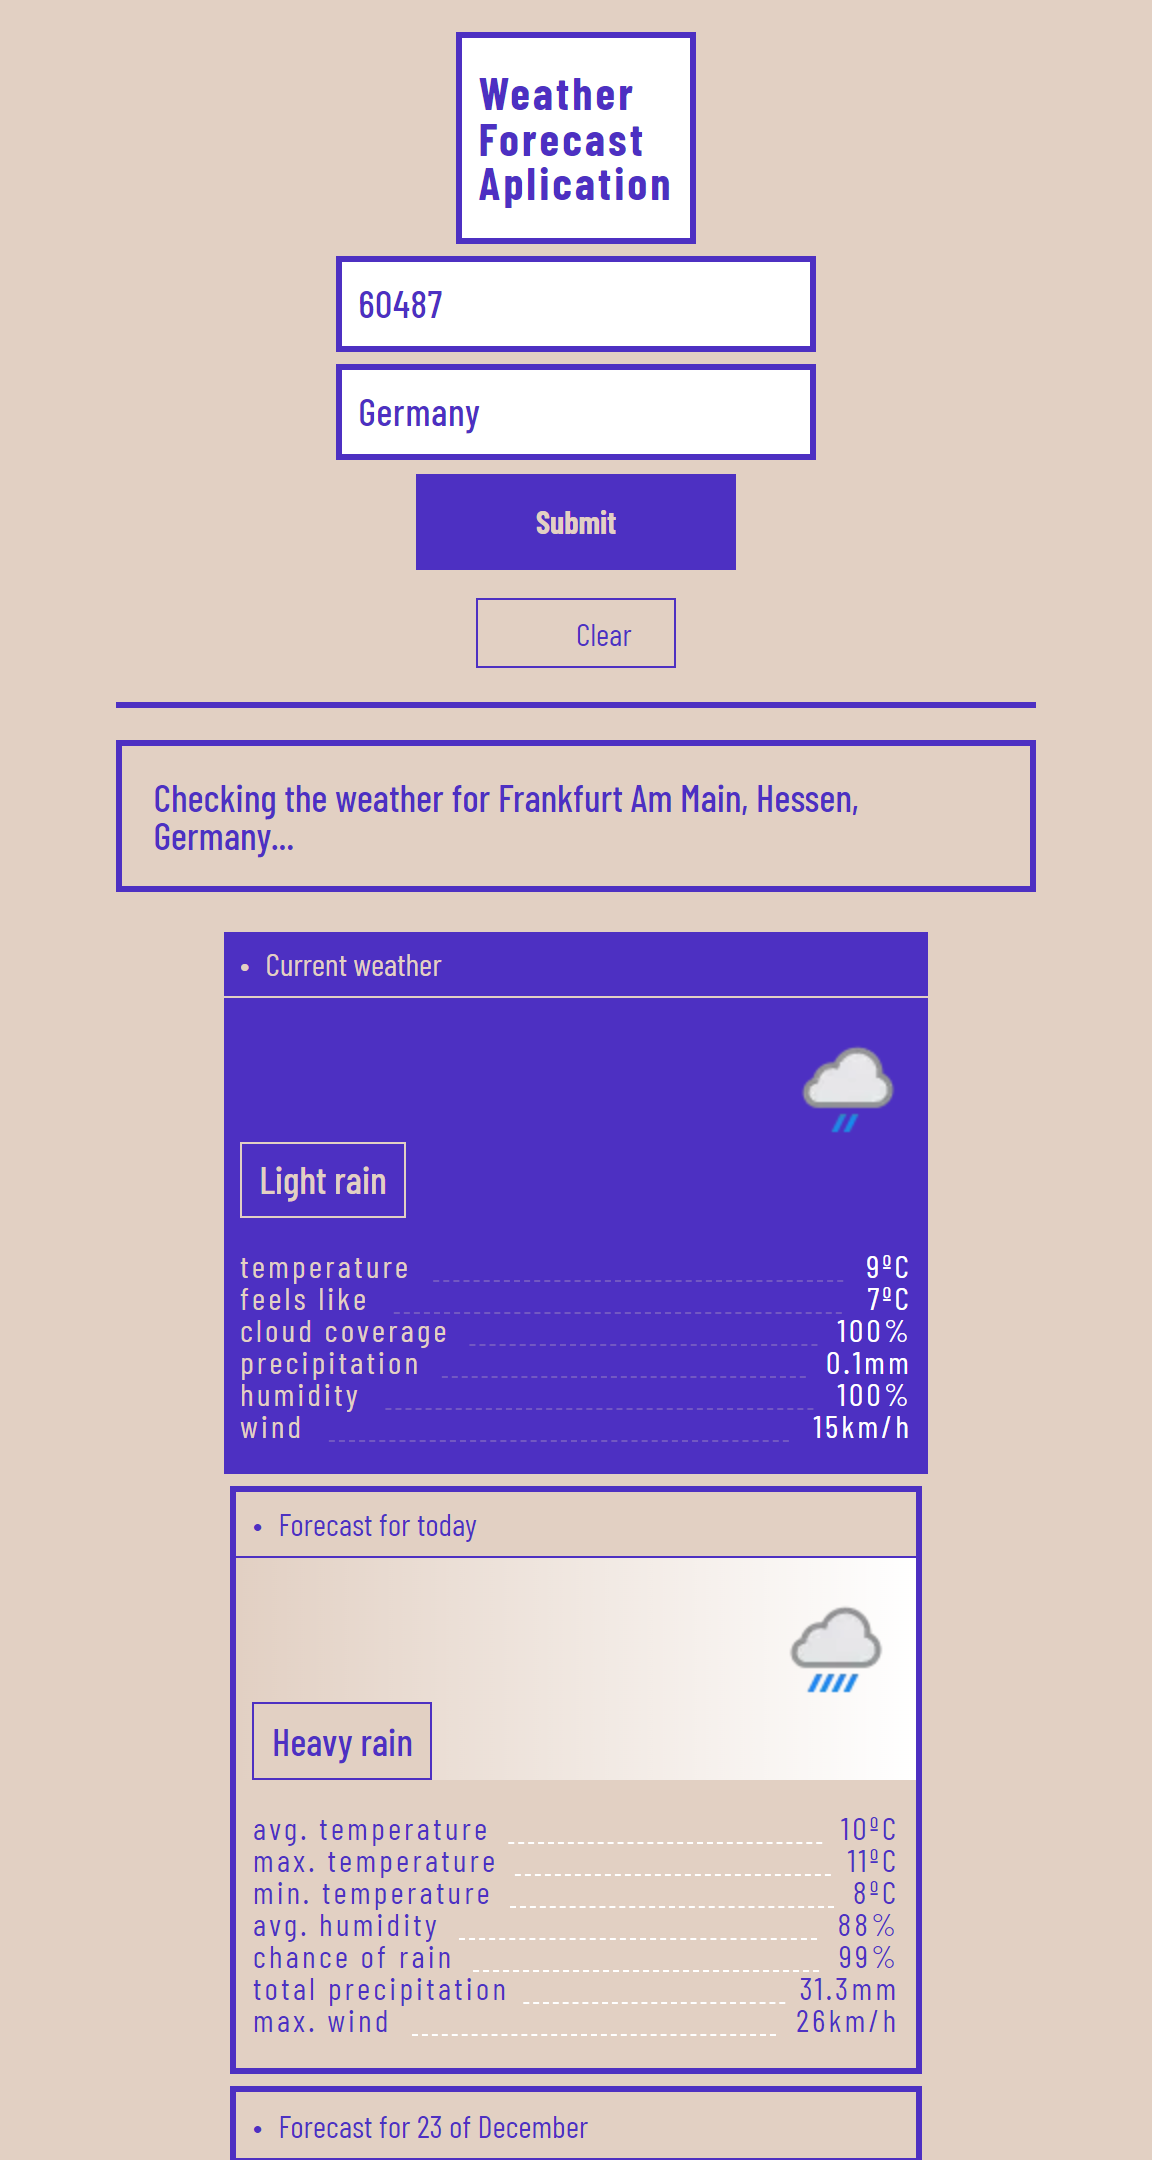 Weather
Forecast
Aplication
60487
Germany
Submit
Clear
Checking the weather for Frankfurt Am Main, Hessen,
Germany...
• Current weather
Light rain
temperature 9ºC
feels like 7ºC
cloud coverage 100%
precipitation 0.1mm
humidity 100%
wind 15km/h
• Forecast for today
Heavy rain
avg. temperature 10ºC
max. temperature 11ºC
min. temperature 8ºC
avg. humidity 88%
chance of rain 99%
total precipitation 31.3mm
max. wind 26km/h
• Forecast for 23 of December